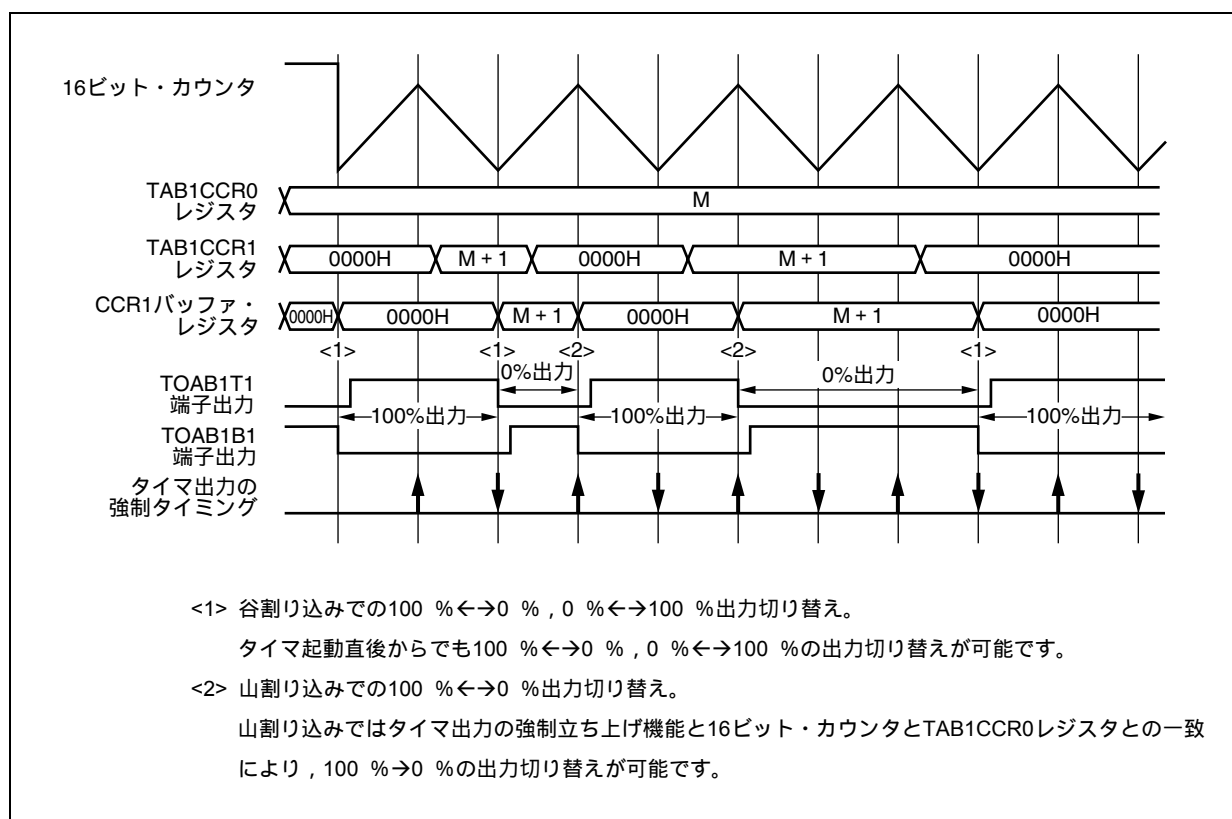 16ビット・カウンタ
TAB1CCR0
レジスタ
M
TAB1CCR1
レジスタ
0000H
M + 1
0000H
M + 1
0000H
CCR1バッファ・
レジスタ
0000H
0000H
M + 1
0000H
M + 1
0000H
<1>
<1>
<2>
<2>
<1>
TOAB1T1
端子出力
0%出力
0%出力
100%出力
100%出力
100%出力
TOAB1B1
端子出力
タイマ出力の
強制タイミング
<1> 谷割り込みでの100 %←→0 %,0 %←→100 %出力切り替え。
タイマ起動直後からでも100 %←→0 %,0 %←→100 %の出力切り替えが可能です。
<2> 山割り込みでの100 %←→0 %出力切り替え。
山割り込みではタイマ出力の強制立ち上げ機能と16ビット・カウンタとTAB1CCR0レジスタとの一致
により,100 %→0 %の出力切り替えが可能です。